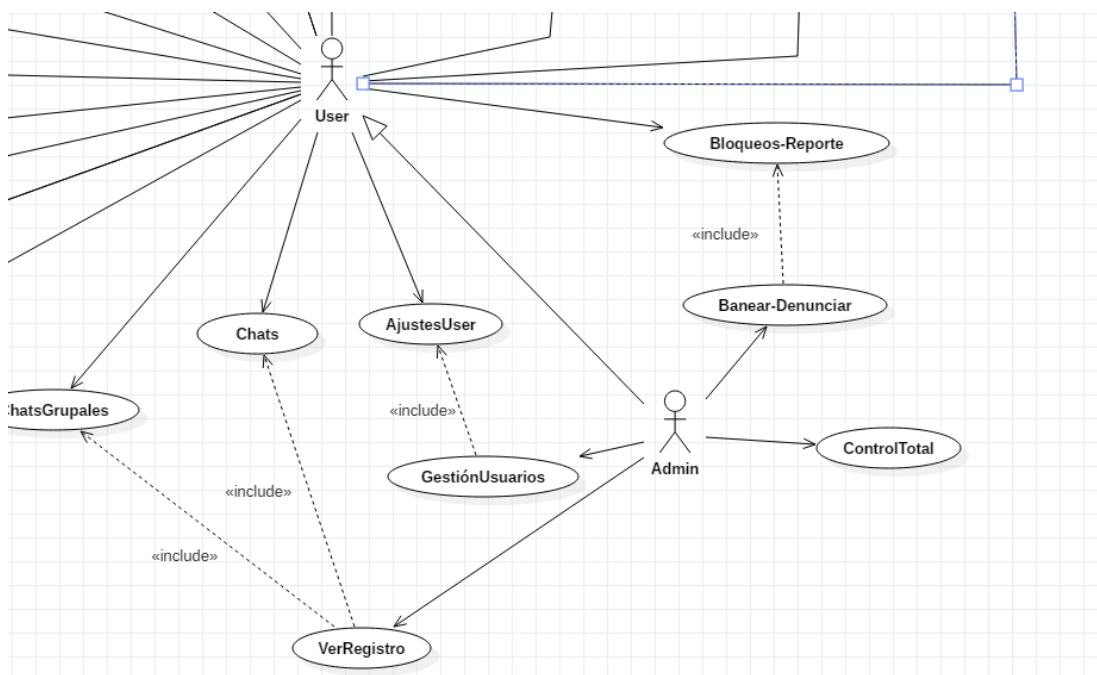 User
Bloqueos-Reporte
«include»
Banear-Denunciar
Chats
AjustesUser
hatsGrupales
«include»
Admin
ControlTotal
GestiónUsuarios
«include»
«include»
VerRegistro